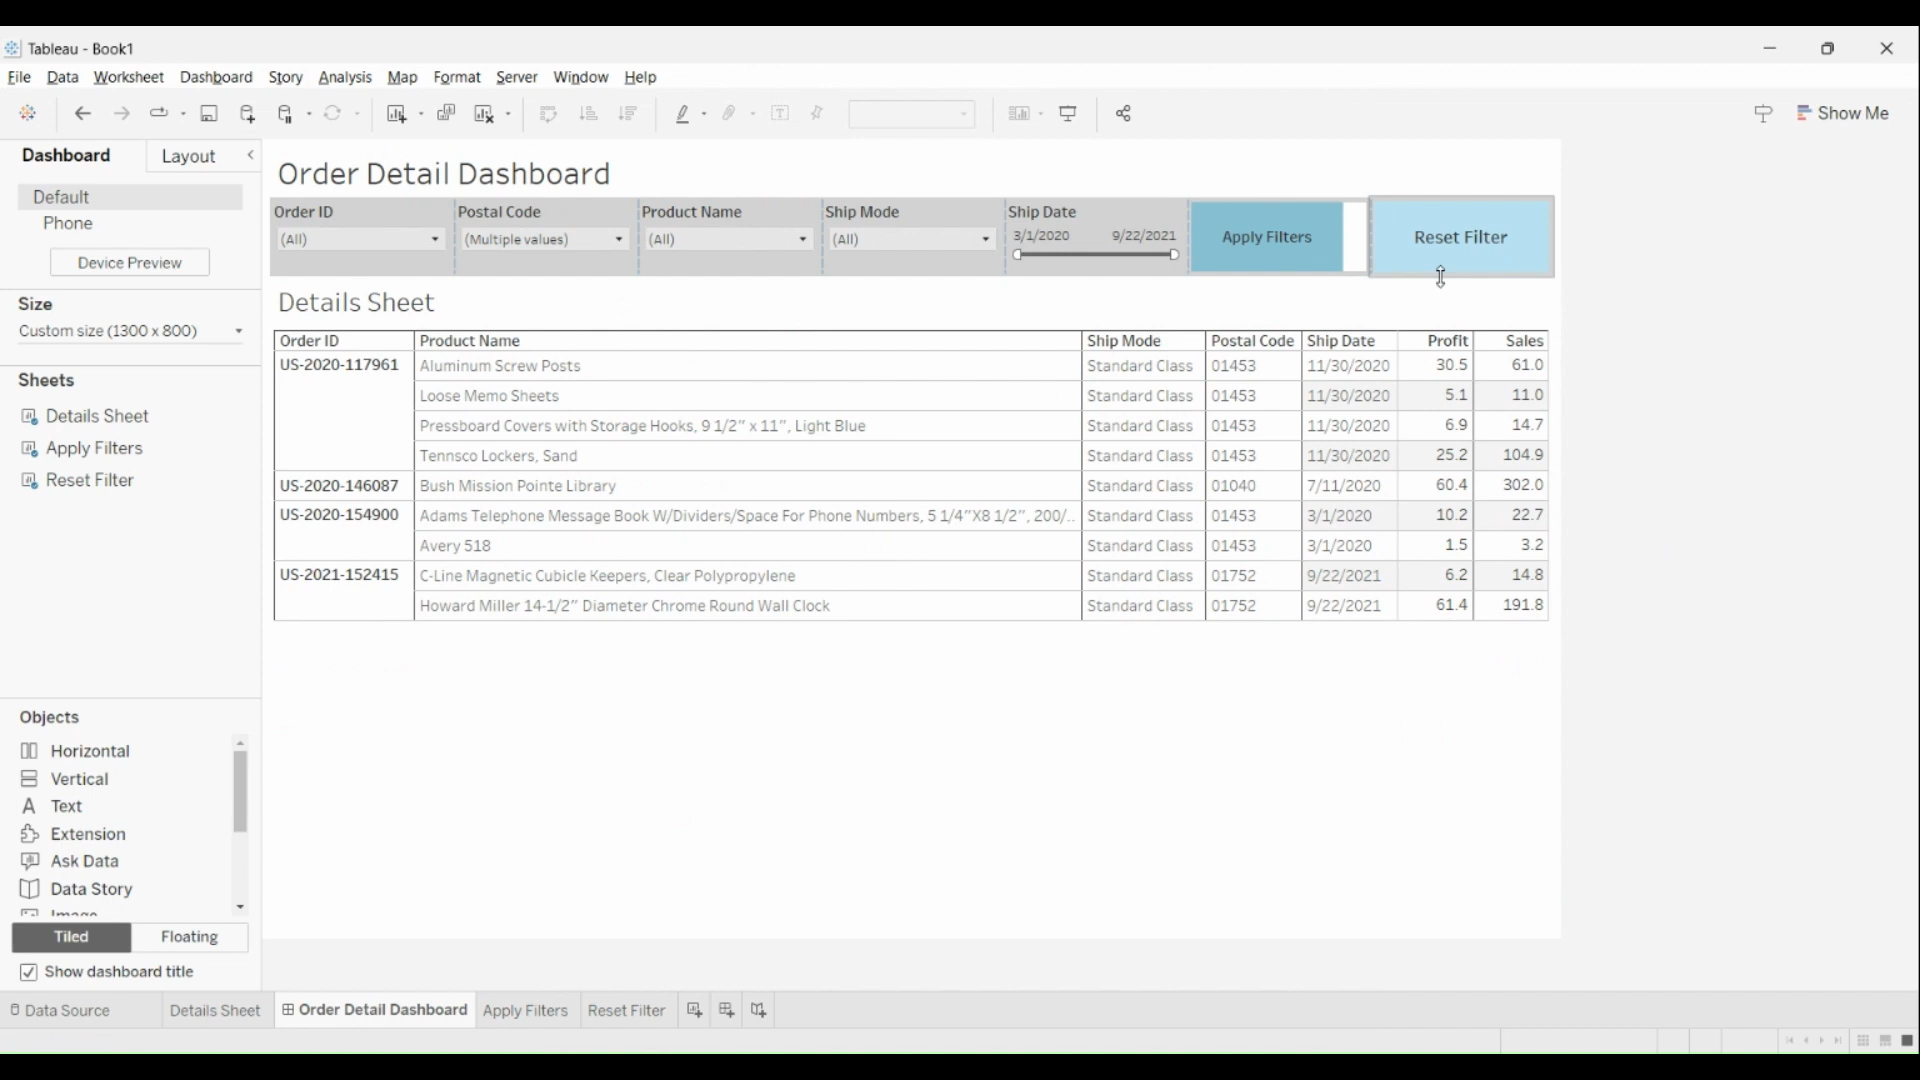 Tableau - Book1
File Data Worksheet Dashboard Story Analysis Map Format Server Window Help
Show Me
Dashboard Layout
Default
Phone
Device Preview
Size
Custom size (1300 x 800)
Sheets
Details Sheet
Apply Filters
Reset Filter
Objects
Horizontal
Vertical
Text
Extension
Ask Data
Data Story
Image
Tiled Floating
Show dashboard title
Order Detail Dashboard
Order ID Postal Code Product Name Ship Mode Ship Date
(All) (Multiple values) (All) (All) 3/1/2020 9/22/2021
Apply Filters Reset Filter
Details Sheet
Order ID Product Name Ship Mode Postal Code Ship Date Profit Sales
US-2020-117961 Aluminum Screw Posts Standard Class 01453 11/30/2020 30.5 61.0
Loose Memo Sheets Standard Class 01453 11/30/2020 5.1 11.0
Pressboard Covers with Storage Hooks, 9 1/2" x 11", Light Blue Standard Class 01453 11/30/2020 6.9 14.7
Tennsco Lockers, Sand Standard Class 01453 11/30/2020 25.2 104.9
US-2020-146087 Bush Mission Pointe Library Standard Class 01040 7/11/2020 60.4 302.0
US-2020-154900 Adams Telephone Message Book W/Dividers/Space For Phone Numbers, 5 1/4"X8 1/2", 200/.. Standard Class 01453 3/1/2020 10.2 22.7
Avery 518 Standard Class 01453 3/1/2020 1.5 3.2
US-2021-152415 C-Line Magnetic Cubicle Keepers, Clear Polypropylene Standard Class 01752 9/22/2021 6.2 14.8
Howard Miller 14-1/2" Diameter Chrome Round Wall Clock Standard Class 01752 9/22/2021 61.4 191.8
Data Source Details Sheet Order Detail Dashboard Apply Filters Reset Filter